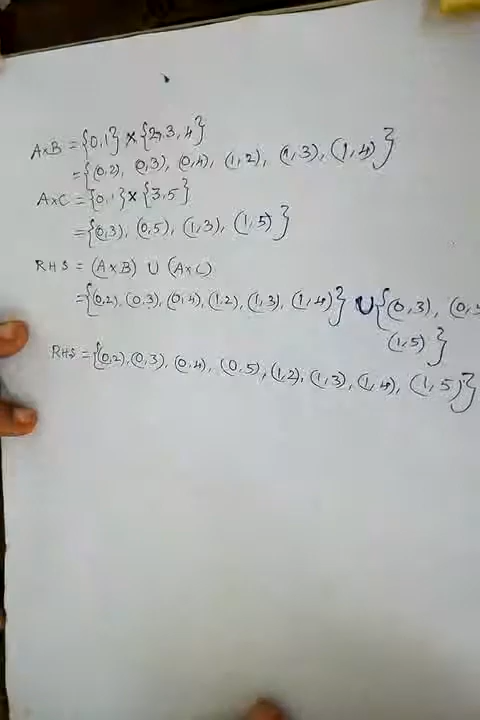 A×B = {0,1} × {2,3,4}
= {(0,2), (0,3), (0,4), (1,2), (1,3), (1,4)}
A×C = {0,1} × {3,5}
= {(0,3), (0,5), (1,3), (1,5)}
RHS = (A×B) ∪ (A×C)
= {(0,2), (0,3), (0,4), (1,2), (1,3), (1,4)} ∪ {(0,3), (0,
(1,5)}
RHS = {(0,2), (0,3), (0,4), (0,5), (1,2), (1,3), (1,4), (1,5)}